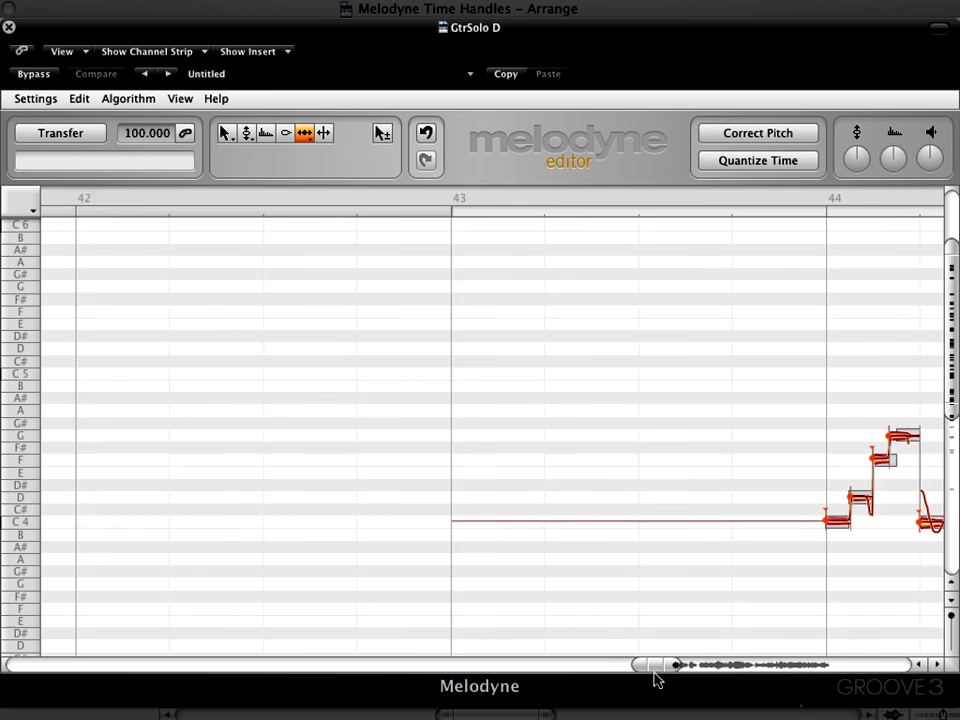 Melodyne Time Handles - Arrange
GtrSolo D
View Show Channel Strip Show Insert
Bypass Compare Untitled Copy Paste
Settings Edit Algorithm View Help
Transfer 100.000
melodyne
editor
Correct Pitch
Quantize Time
42 43 44
C 6
B
A#
A
G#
G
F#
F
E
D#
D
C#
C 5
B
A#
A
G#
G
F#
F
E
D#
D
C#
C 4
B
A#
A
G#
G
F#
F
E
D#
D
Melodyne
GROOVE3